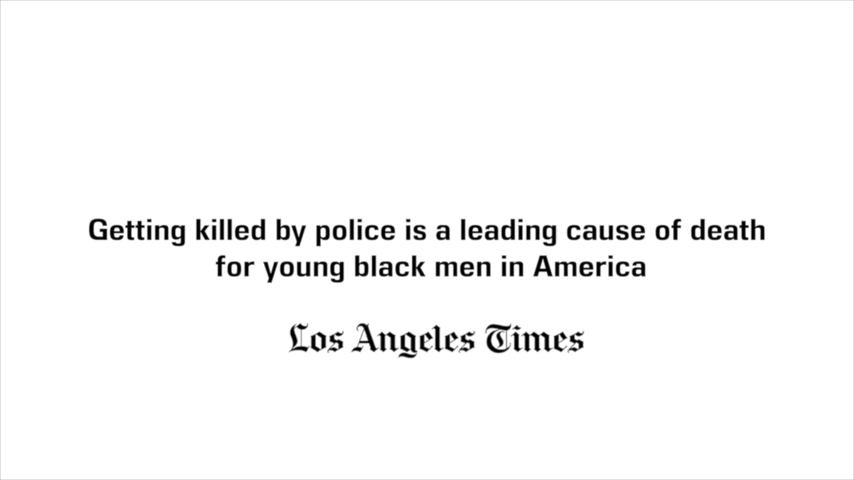 Getting killed by police is a leading cause of death
for young black men in America
Los Angeles Times